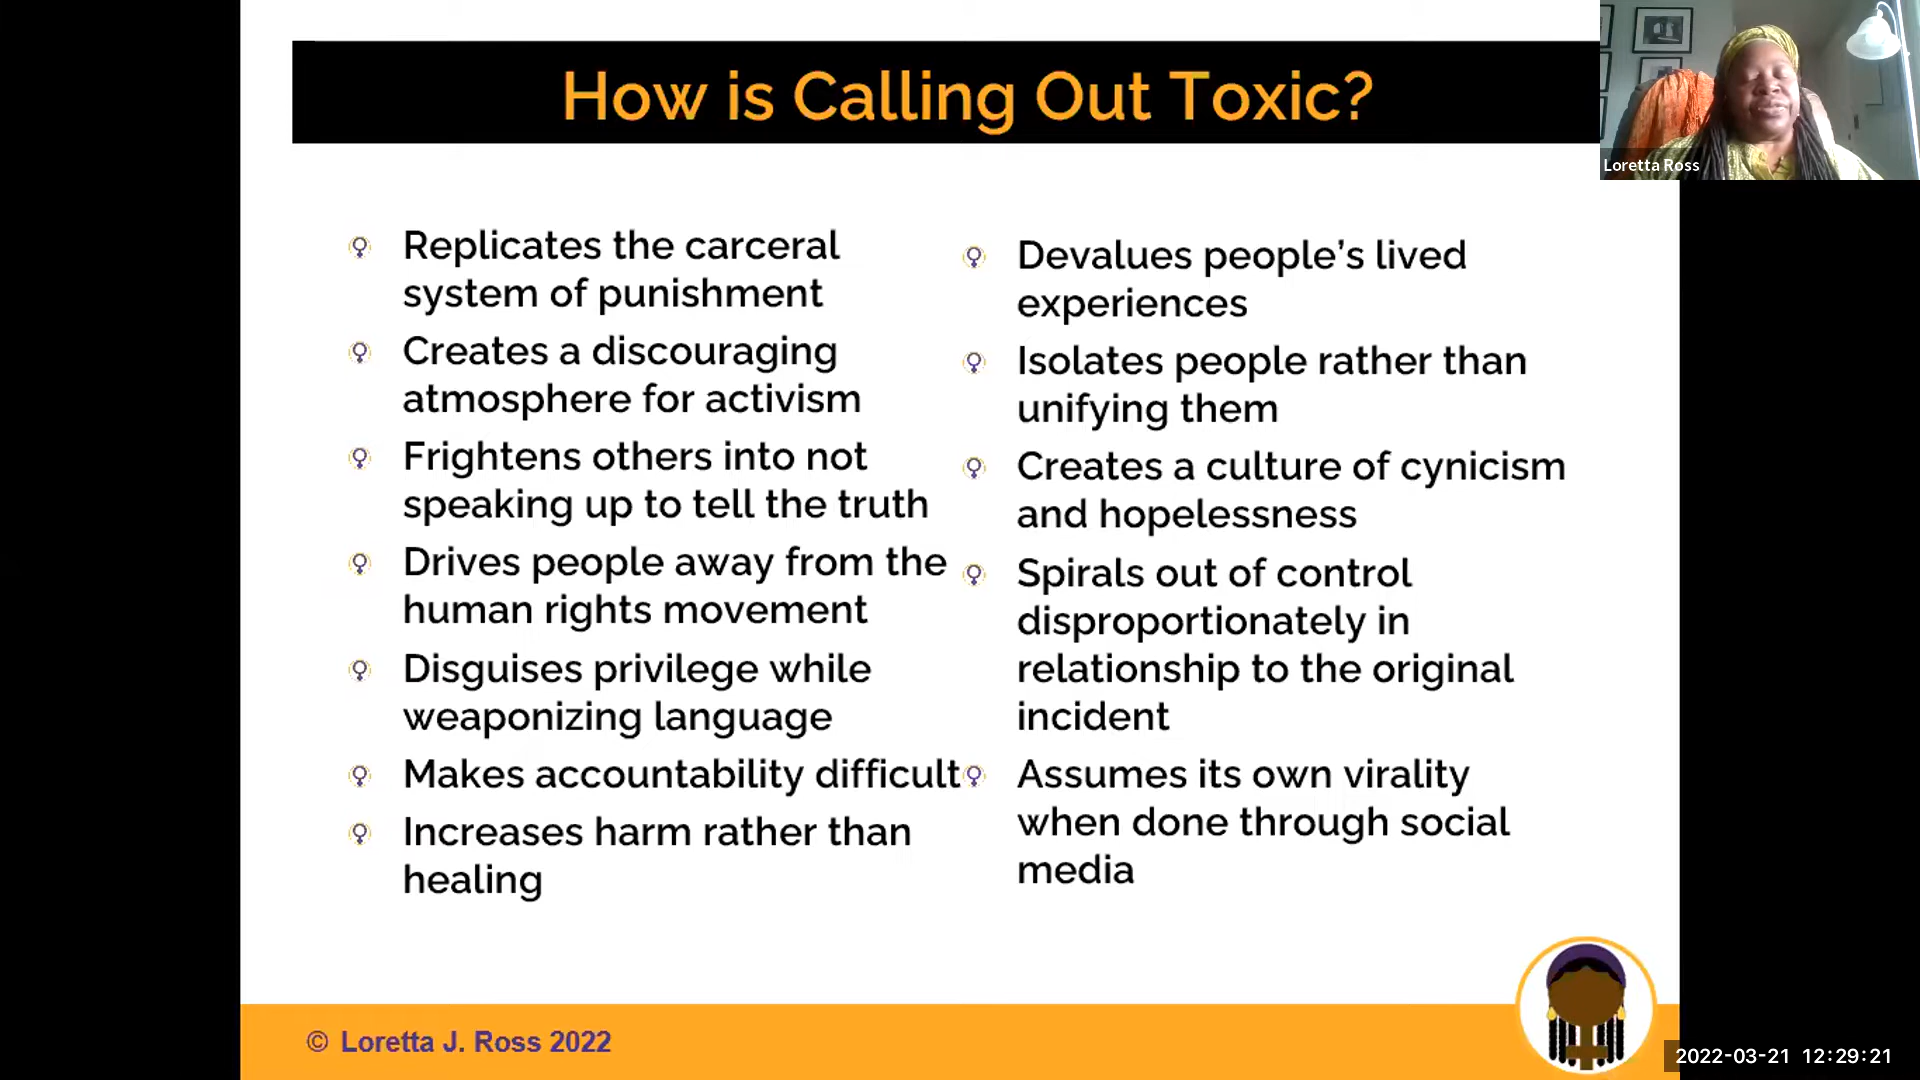 How is Calling Out Toxic?
Loretta Ross
Replicates the carceral
system of punishment
Creates a discouraging
atmosphere for activism
Frightens others into not
speaking up to tell the truth
Drives people away from the
human rights movement
Disguises privilege while
weaponizing language
Makes accountability difficult
Increases harm rather than
healing
Devalues people’s lived
experiences
Isolates people rather than
unifying them
Creates a culture of cynicism
and hopelessness
Spirals out of control
disproportionately in
relationship to the original
incident
Assumes its own virality
when done through social
media
© Loretta J. Ross 2022
2022-03-21 12:29:21